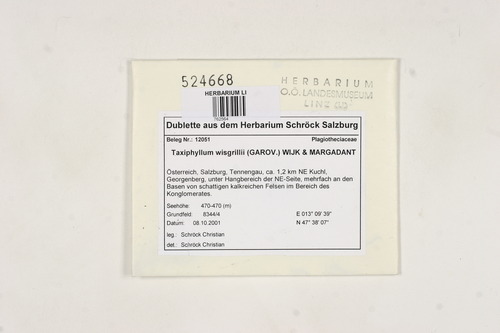 524668
HERBARIUM LI
HERBARIUM
O.Ö. LANDESMUSEUM
Dublette aus dem Herbarium Schröck Salzburg
Beleg Nr.: 12051 Plagiotheciaceae
Taxiphyllum wisgrillii (GAROV.) WIJK & MARGADANT
Österreich, Salzburg, Tennengau, ca. 1,2 km NE Kuchl,
Georgenberg, unter Hangbereich der NE-Seite, mehrfach an den
Basen von schattigen kalkreichen Felsen im Bereich des
Konglomerates.
Seehöhe: 470-470 (m)
Grundfeld 8344/4 E 013° 09' 39"
Datum: 08.10.2001 N 47° 38' 07"
leg.: Schröck Christian
det.: Schröck Christian